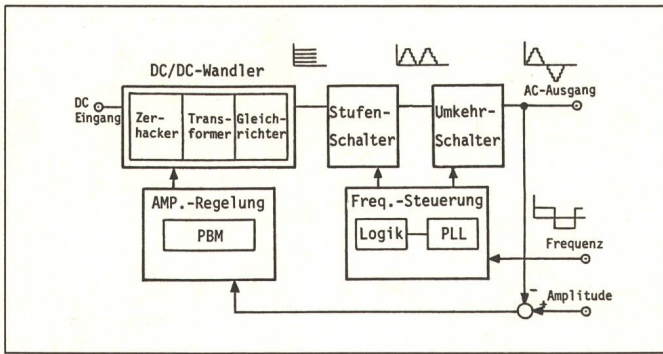 DC/DC-Wandler
DC
Eingang
Zer-
hacker
Trans-
former
Gleich-
richter
Stufen-
Schalter
Umkehr-
Schalter
AC-Ausgang
AMP.-Regelung
PBM
Freq.-Steuerung
Logik
PLL
Frequenz
-
+
Amplitude